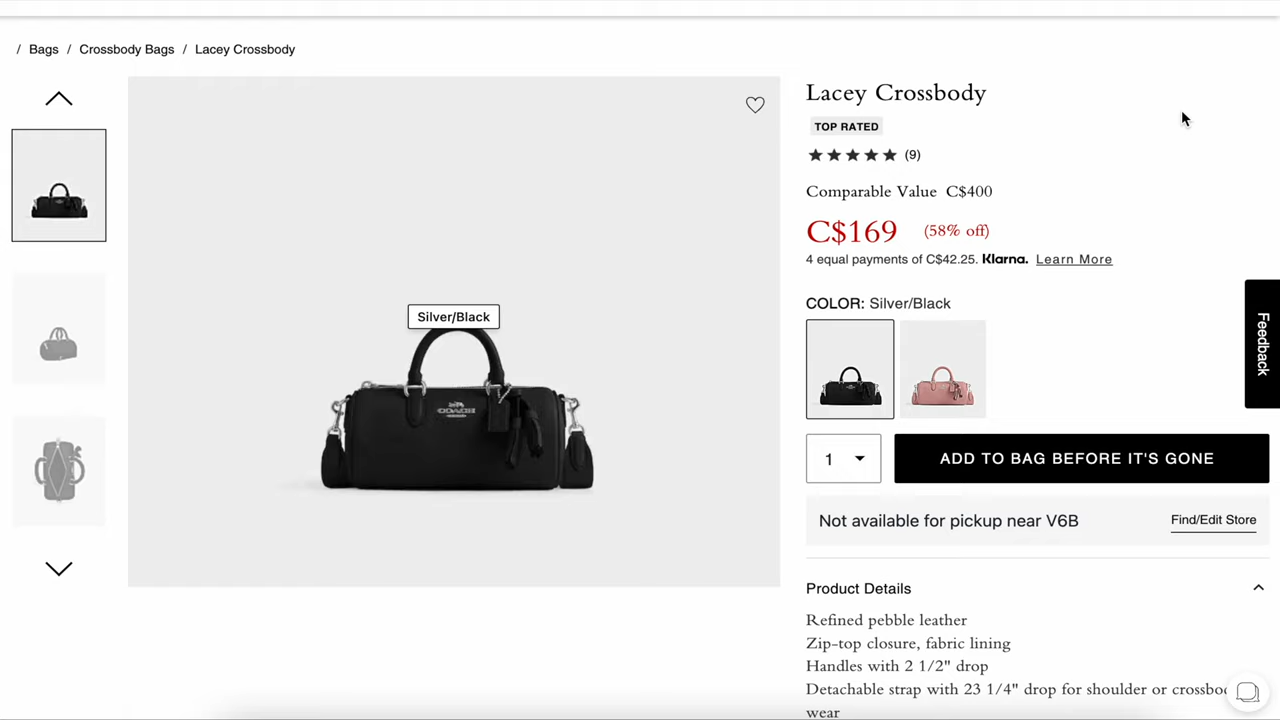 / Bags / Crossbody Bags / Lacey Crossbody
Silver/Black
COACH
Lacey Crossbody
TOP RATED
(9)
Comparable Value C$400
C$169 (58% off)
4 equal payments of C$42.25. Klarna. Learn More
COLOR: Silver/Black
1
ADD TO BAG BEFORE IT'S GONE
Not available for pickup near V6B
Find/Edit Store
Product Details
Refined pebble leather
Zip-top closure, fabric lining
Handles with 2 1/2" drop
Detachable strap with 23 1/4" drop for shoulder or crossbo
wear
Feedback